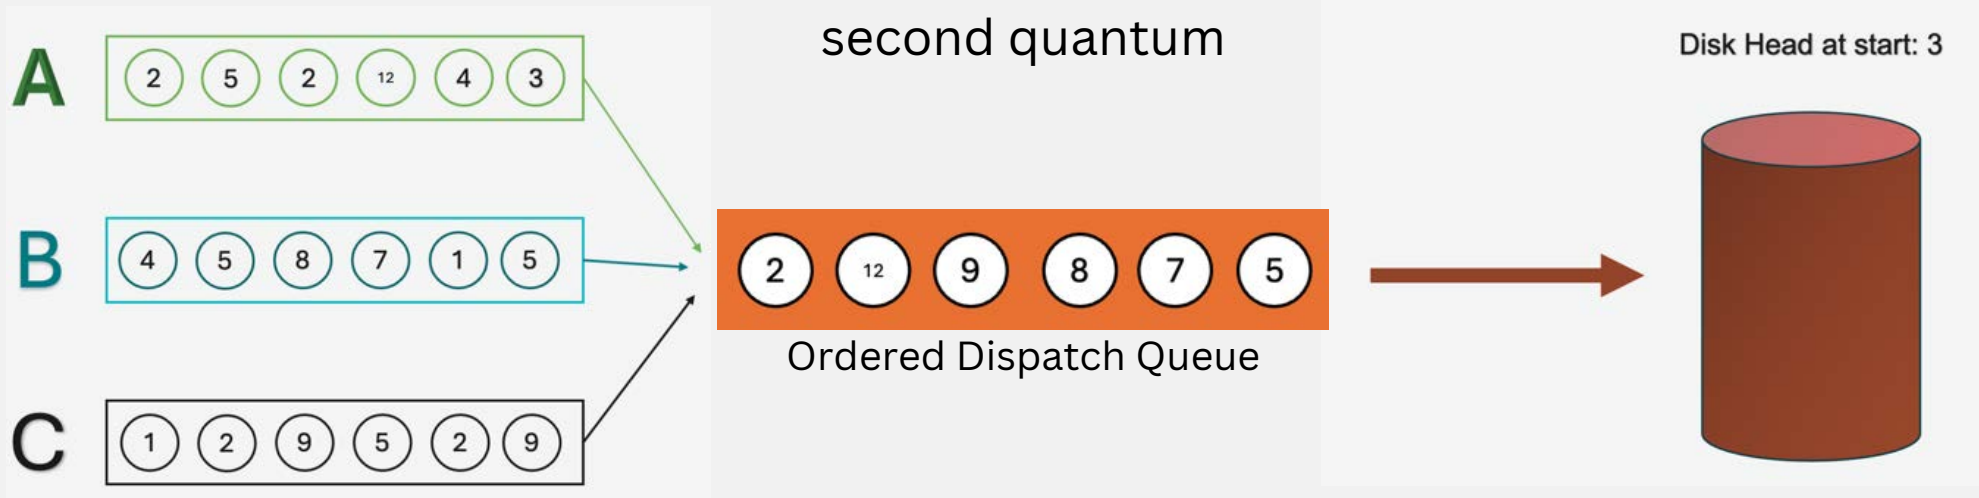 second quantum
Disk Head at start: 3
A
2 5 2 12 4 3
B
4 5 8 7 1 5
2 12 9 8 7 5
Ordered Dispatch Queue
C
1 2 9 5 2 9